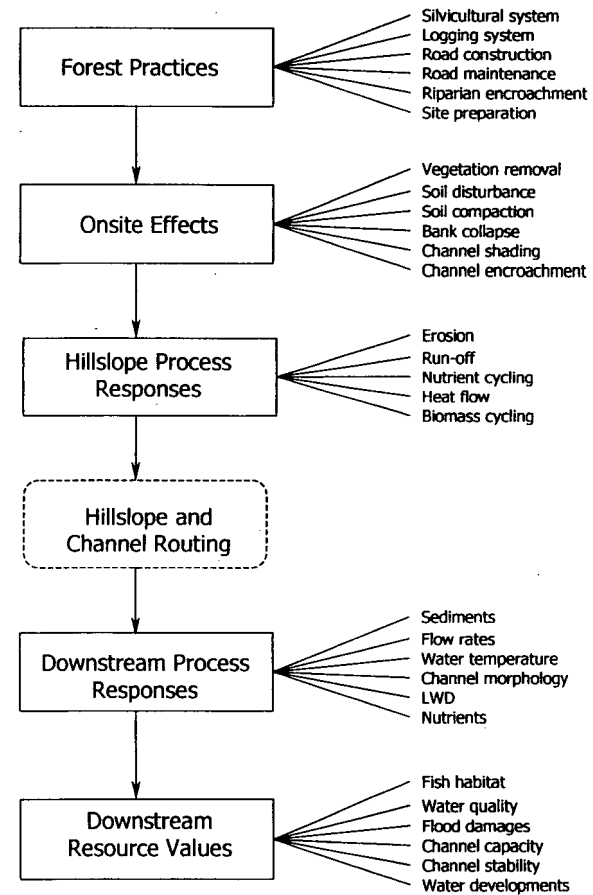 Forest Practices
Silvicultural system
Logging system
Road construction
Road maintenance
Riparian encroachment
Site preparation
Onsite Effects
Vegetation removal
Soil disturbance
Soil compaction
Bank collapse
Channel shading
Channel encroachment
Hillslope Process
Responses
Erosion
Run-off
Nutrient cycling
Heat flow
Biomass cycling
Hillslope and
Channel Routing
Downstream Process
Responses
Sediments
Flow rates
Water temperature
Channel morphology
LWD
Nutrients
Downstream
Resource Values
Fish habitat
Water quality
Flood damages
Channel capacity
Channel stability
Water developments